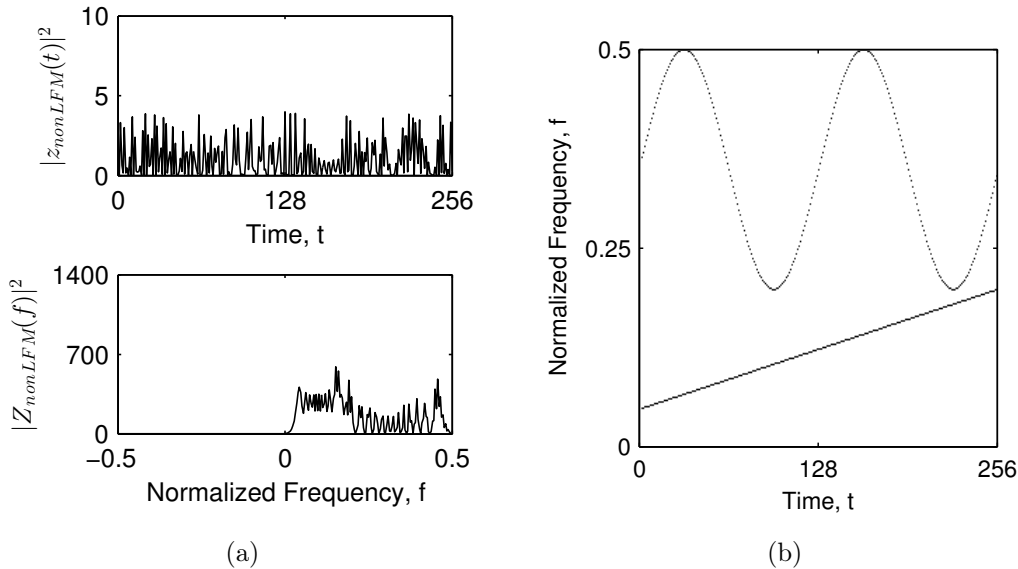 10
5
0
|z_{nonLFM}(t)|^2
0
128
256
Time, t
1400
700
0
|Z_{nonLFM}(f)|^2
−0.5
0
0.5
Normalized Frequency, f
(a)
0.5
0.25
0
Normalized Frequency, f
0
128
256
Time, t
(b)